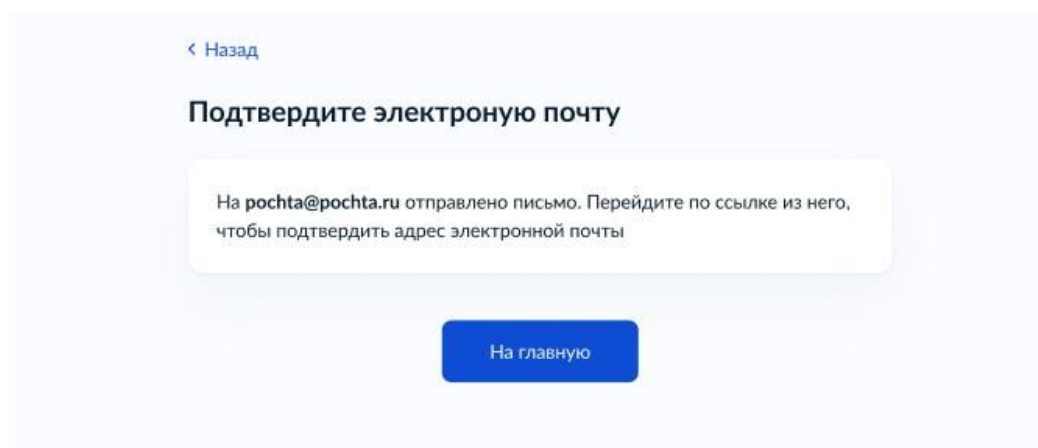 Назад
Подтвердите электроную почту
На pochta@pochta.ru отправлено письмо. Перейдите по ссылке из него,
чтобы подтвердить адрес электронной почты
На главную